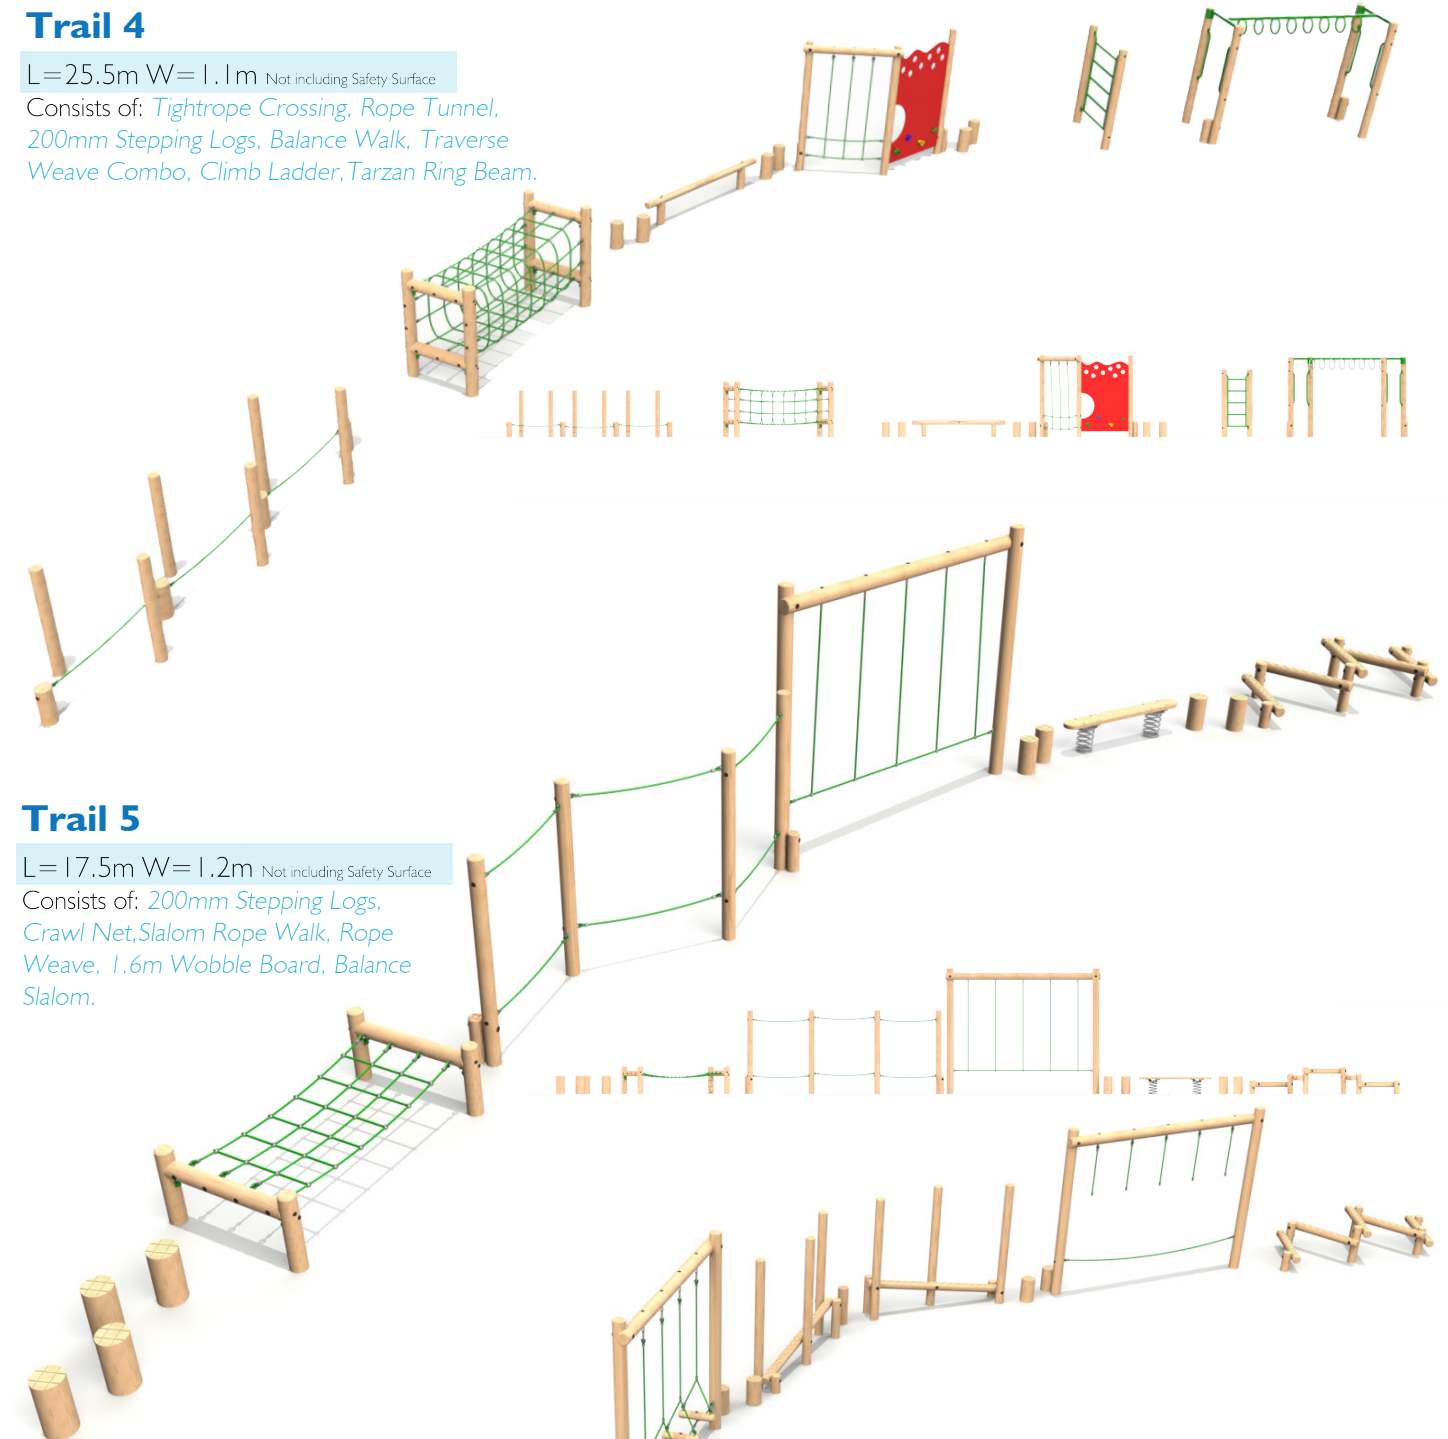 Trail 4
L=25.5m W=1.1m Not including Safety Surface
Consists of: Tightrope Crossing, Rope Tunnel,
200mm Stepping Logs, Balance Walk, Traverse
Weave Combo, Climb Ladder,Tarzan Ring Beam.
Trail 5
L=17.5m W=1.2m Not including Safety Surface
Consists of: 200mm Stepping Logs,
Crawl Net,Slalom Rope Walk, Rope
Weave, 1.6m Wobble Board, Balance
Slalom.